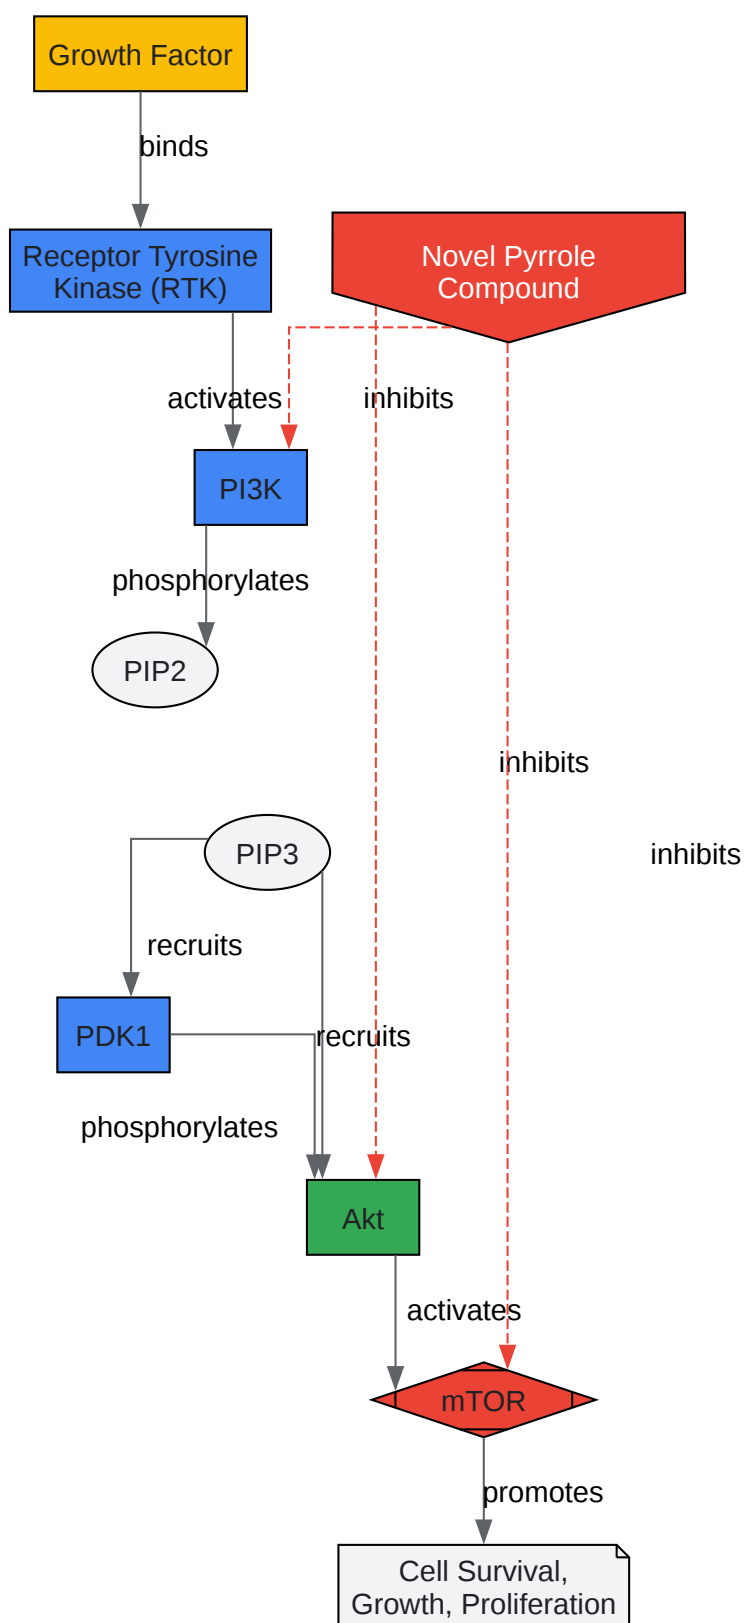 Growth Factor
binds
Receptor Tyrosine
Kinase (RTK)
Novel Pyrrole
Compound
activates
inhibits
PI3K
phosphorylates
PIP2
inhibits
PIP3
inhibits
recruits
PDK1
recruits
phosphorylates
Akt
activates
mTOR
promotes
Cell Survival,
Growth, Proliferation